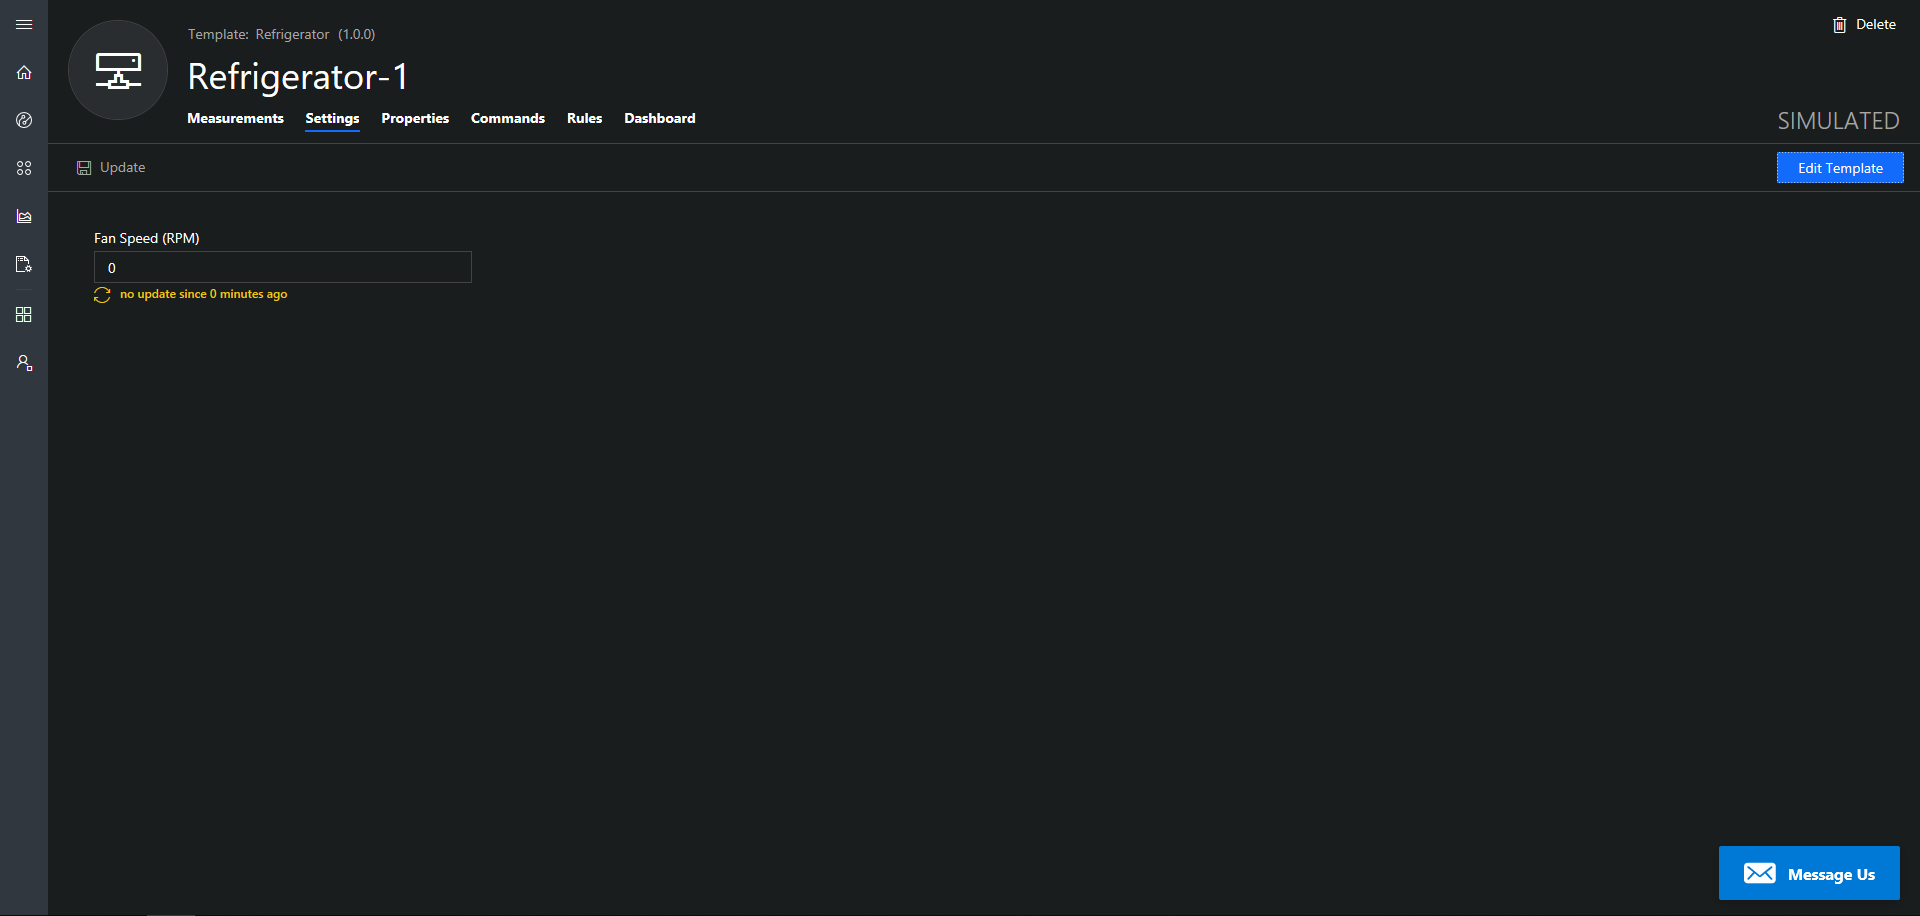 Template: Refrigerator (1.0.0)
Delete
Refrigerator-1
Measurements Settings Properties Commands Rules Dashboard
SIMULATED
Update
Edit Template
Fan Speed (RPM)
0
no update since 0 minutes ago
Message Us